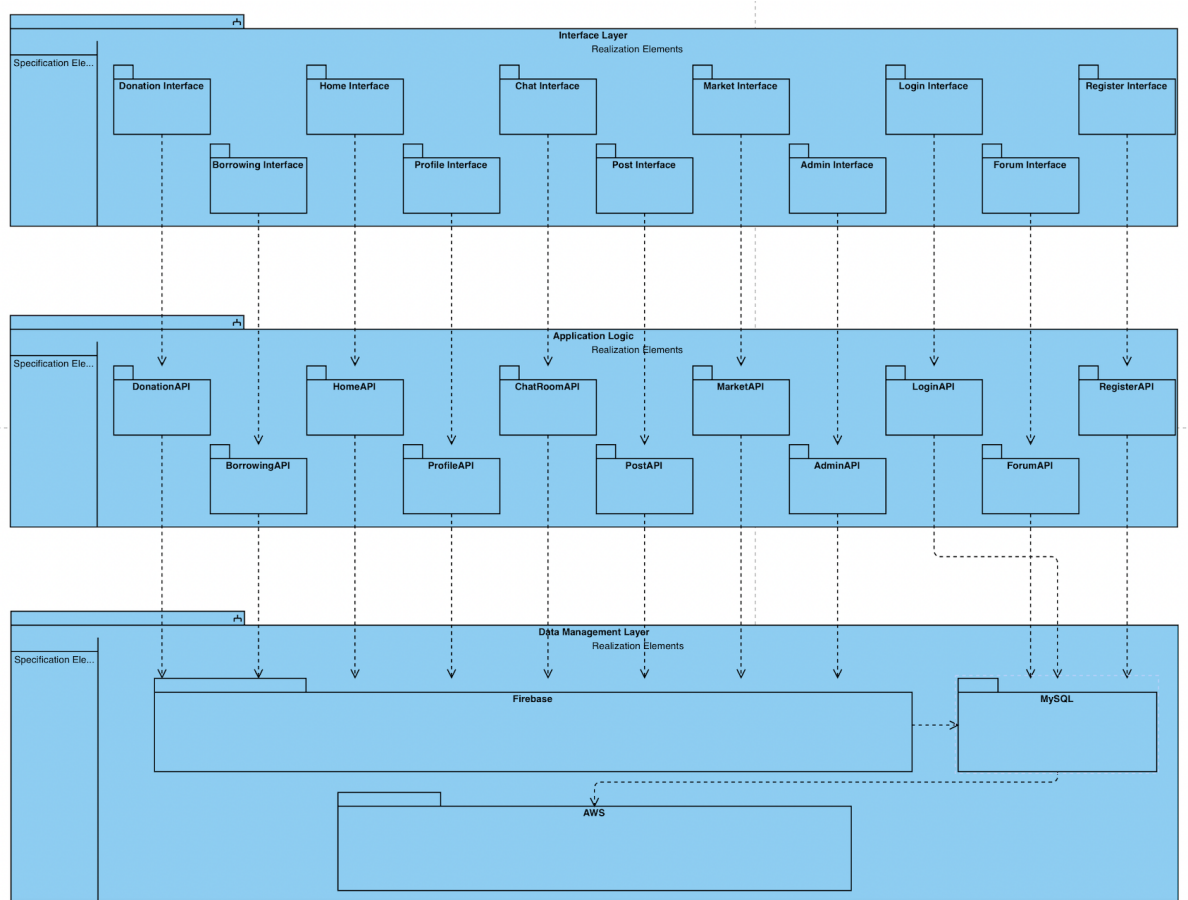 Interface Layer
Realization Elements
Specification Ele...
Donation Interface
Home Interface
Chat Interface
Market Interface
Login Interface
Register Interface
Borrowing Interface
Profile Interface
Post Interface
Admin Interface
Forum Interface
Application Logic
Realization Elements
Specification Ele...
DonationAPI
HomeAPI
ChatRoomAPI
MarketAPI
LoginAPI
RegisterAPI
BorrowingAPI
ProfileAPI
PostAPI
AdminAPI
ForumAPI
Data Management Layer
Realization Elements
Specification Ele...
Firebase
MySQL
AWS